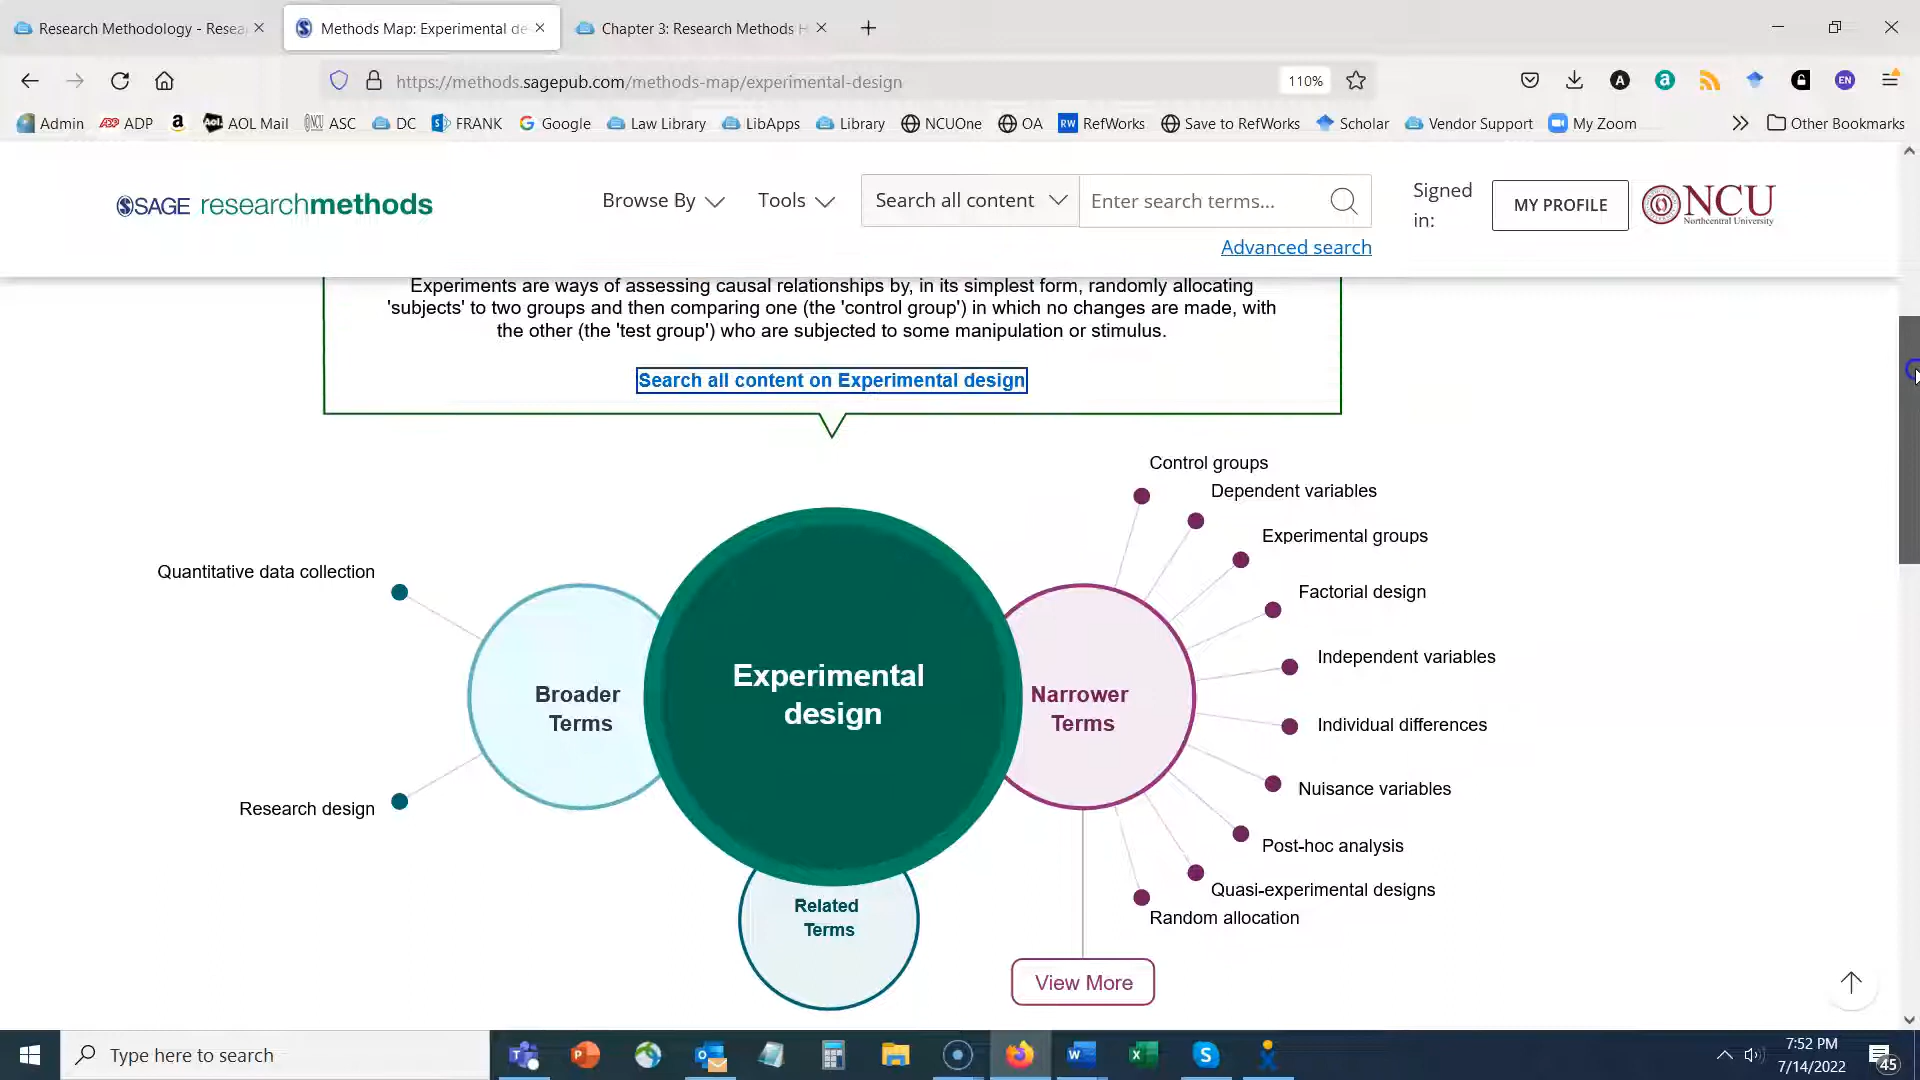 Research Methodology - Resea
Methods Map: Experimental de
Chapter 3: Research Methods H
https://methods.sagepub.com/methods-map/experimental-design
110%
A
a
EN
Admin
ADP
a
Aol.
AOL Mail
NCU
ASC
DC
S
FRANK
G
Google
Law Library
LibApps
Library
NCUOne
OA
RW
RefWorks
Save to RefWorks
Scholar
Vendor Support
My Zoom
Other Bookmarks
SAGE researchmethods
Browse By
Tools
Search all content
Enter search terms...
Advanced search
Signed
in:
MY PROFILE
NCU
Northcentral University
Experiments are ways of assessing causal relationships by, in its simplest form, randomly allocating
'subjects' to two groups and then comparing one (the 'control group') in which no changes are made, with
the other (the 'test group') who are subjected to some manipulation or stimulus.
Search all content on Experimental design
Quantitative data collection
Research design
Broader
Terms
Experimental
design
Narrower
Terms
Related
Terms
Control groups
Dependent variables
Experimental groups
Factorial design
Independent variables
Individual differences
Nuisance variables
Post-hoc analysis
Quasi-experimental designs
Random allocation
View More
Type here to search
7:52 PM
7/14/2022
45